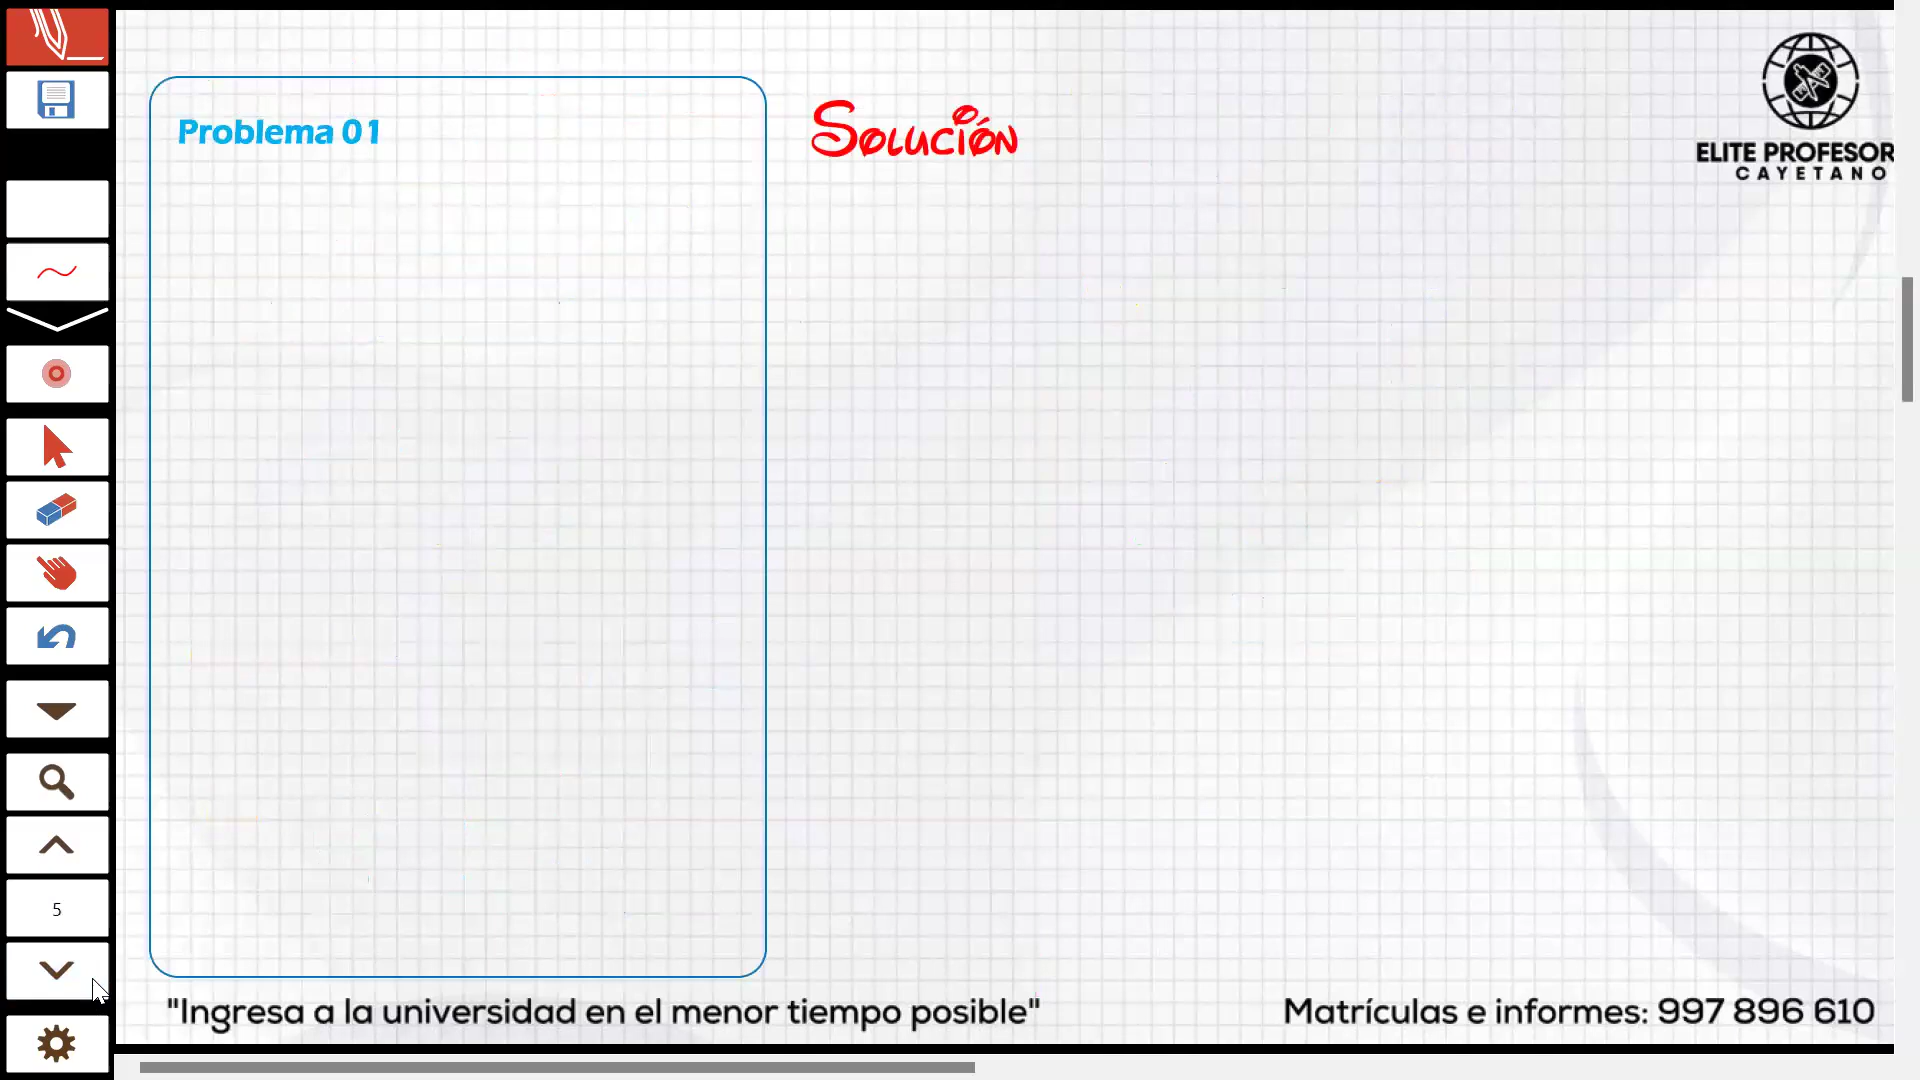 Problema 01
Solución
ELITE PROFESOR
CAYETANO
5
"Ingresa a la universidad en el menor tiempo posible"
Matrículas e informes: 997 896 610